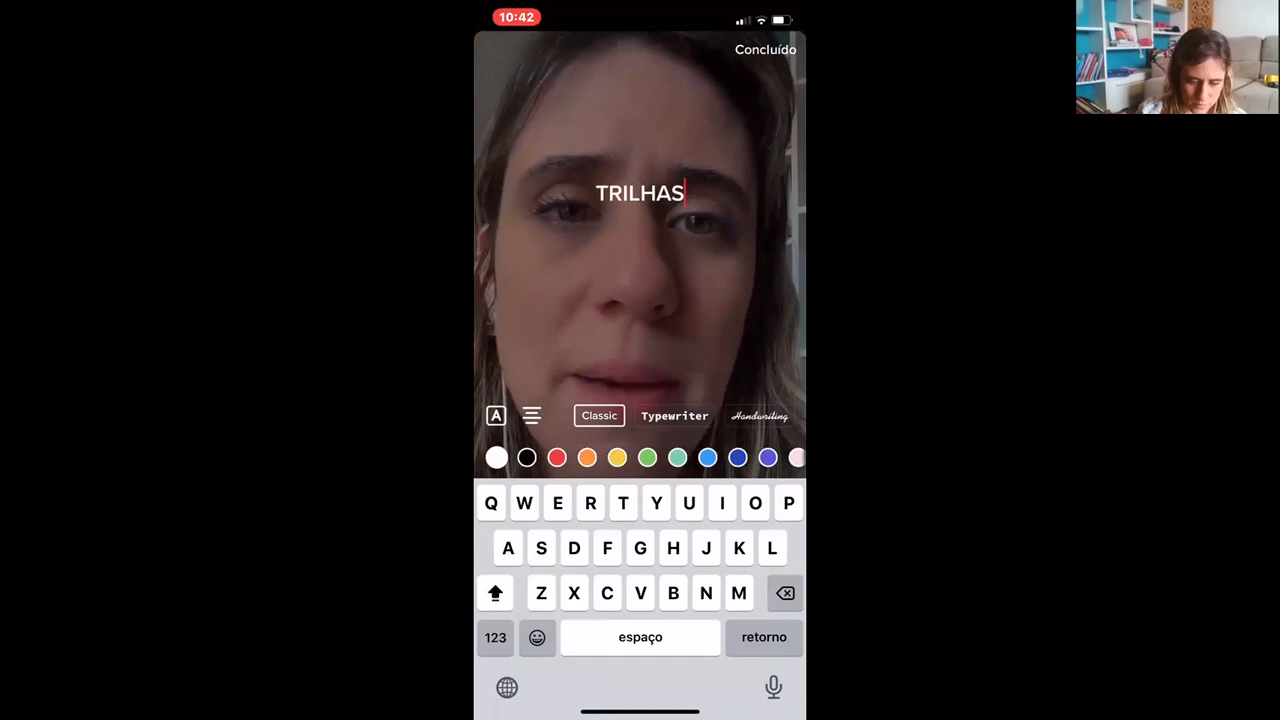 10:42
Concluído
TRILHAS
A
Classic
Typewriter
Handwriting
Q W E R T Y U I O P
A S D F G H J K L
Z X C V B N M
123
espaço
retorno